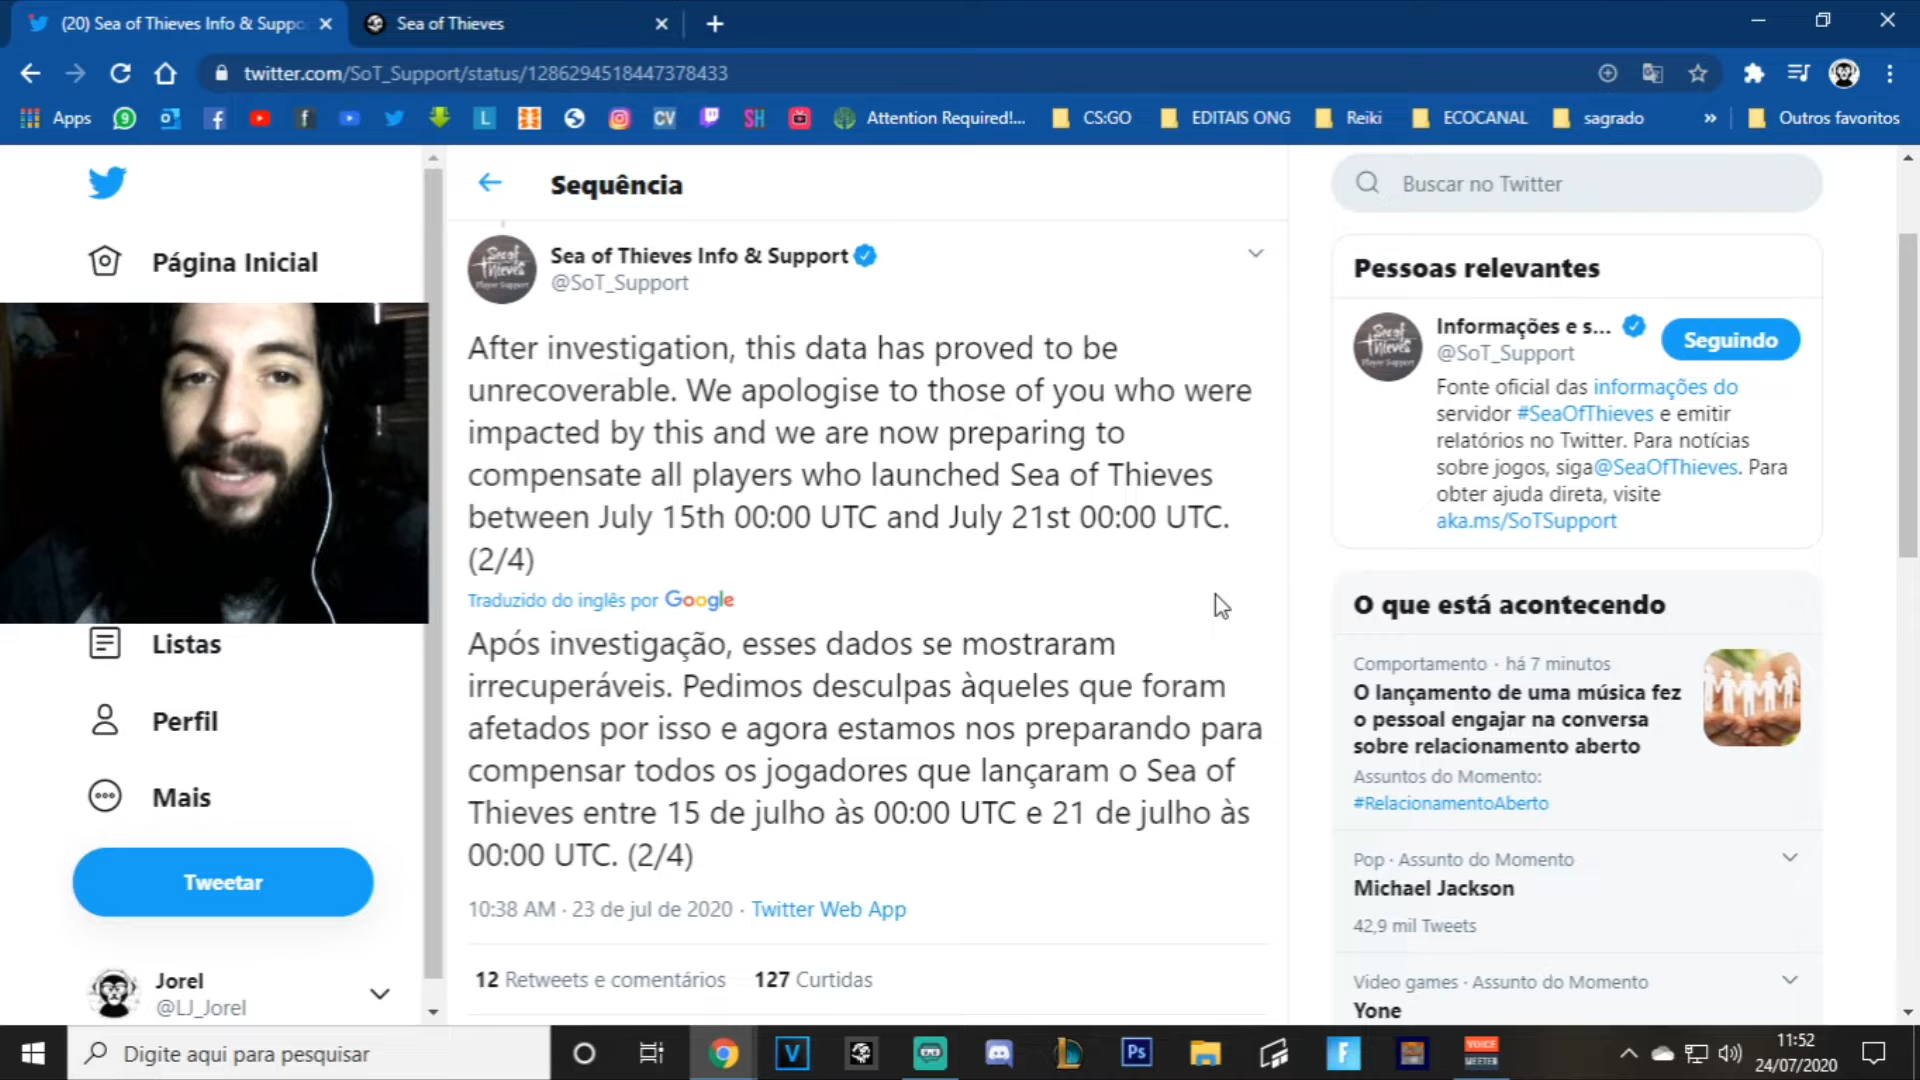 (20) Sea of Thieves Info & Suppo
Sea of Thieves
twitter.com/SoT_Support/status/1286294518447378433
Apps
Attention Required!...
CS:GO
EDITAIS ONG
Reiki
ECOCANAL
sagrado
»
Outros favoritos
Página Inicial
Listas
Perfil
Mais
Tweetar
Jorel
@LJ_Jorel
Sequência
Sea of Thieves Info & Support
@SoT_Support
After investigation, this data has proved to be
unrecoverable. We apologise to those of you who were
impacted by this and we are now preparing to
compensate all players who launched Sea of Thieves
between July 15th 00:00 UTC and July 21st 00:00 UTC.
(2/4)
Traduzido do inglês por Google
Após investigação, esses dados se mostraram
irrecuperáveis. Pedimos desculpas àqueles que foram
afetados por isso e agora estamos nos preparando para
compensar todos os jogadores que lançaram o Sea of
Thieves entre 15 de julho às 00:00 UTC e 21 de julho às
00:00 UTC. (2/4)
10:38 AM · 23 de jul de 2020 · Twitter Web App
12 Retweets e comentários 127 Curtidas
Buscar no Twitter
Pessoas relevantes
Informações e s...
@SoT_Support
Seguindo
Fonte oficial das informações do
servidor #SeaOfThieves e emitir
relatórios no Twitter. Para notícias
sobre jogos, siga@SeaOfThieves. Para
obter ajuda direta, visite
aka.ms/SoTSupport
O que está acontecendo
Comportamento · há 7 minutos
O lançamento de uma música fez
o pessoal engajar na conversa
sobre relacionamento aberto
Assuntos do Momento:
#RelacionamentoAberto
Pop · Assunto do Momento
Michael Jackson
42,9 mil Tweets
Video games · Assunto do Momento
Yone
Digite aqui para pesquisar
V
Ps
F
VOICE
MEETER
11:52
24/07/2020